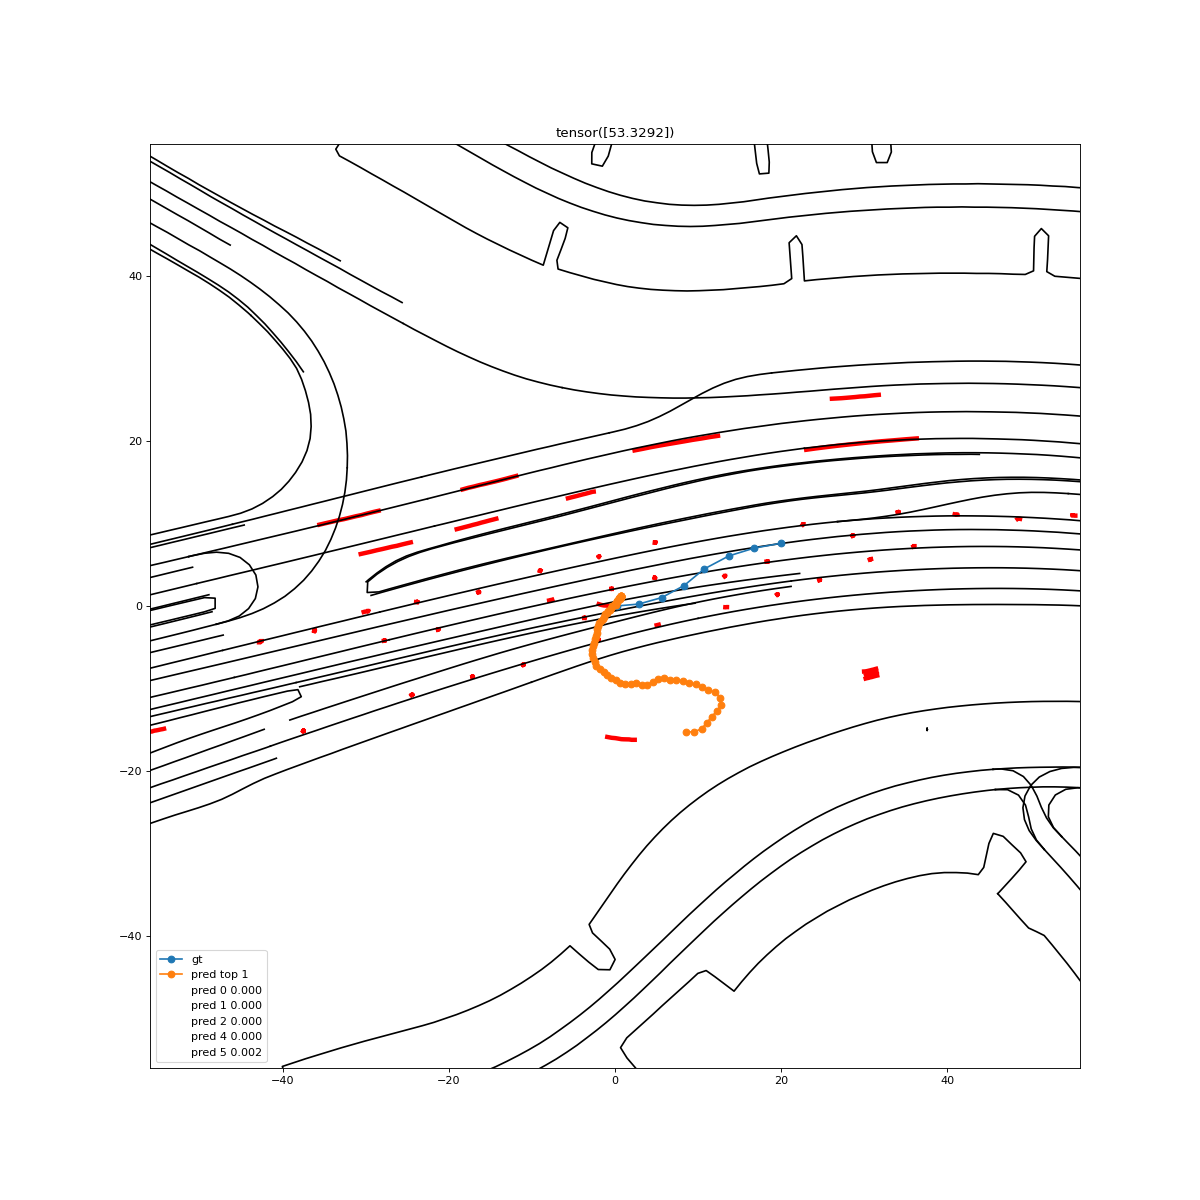 tensor([53.3292])
40
20
0
−20
−40
−40
−20
0
20
40
gt
pred top 1
pred 0 0.000
pred 1 0.000
pred 2 0.000
pred 4 0.000
pred 5 0.002